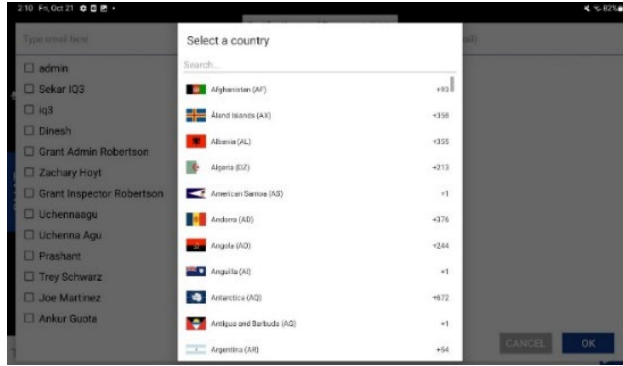 2:10 Fri, Oct 21
82%
Type email here
admin
Sekar IQ3
iq3
Dinesh
Grant Admin Robertson
Zachary Hoyt
Grant Inspector Robertson
Uchennaagu
Uchenna Agu
Prashant
Trey Schwarz
Joe Martinez
Ankur Gupta
Select a country
Search...
Afghanistan (AF) +93
Åland Islands (AX) +358
Albania (AL) +355
Algeria (DZ) +213
American Samoa (AS) +1
Andorra (AD) +376
Angola (AO) +244
Anguilla (AI) +1
Antarctica (AQ) +672
Antigua and Barbuda (AG) +1
Argentina (AR) +54
CANCEL
OK